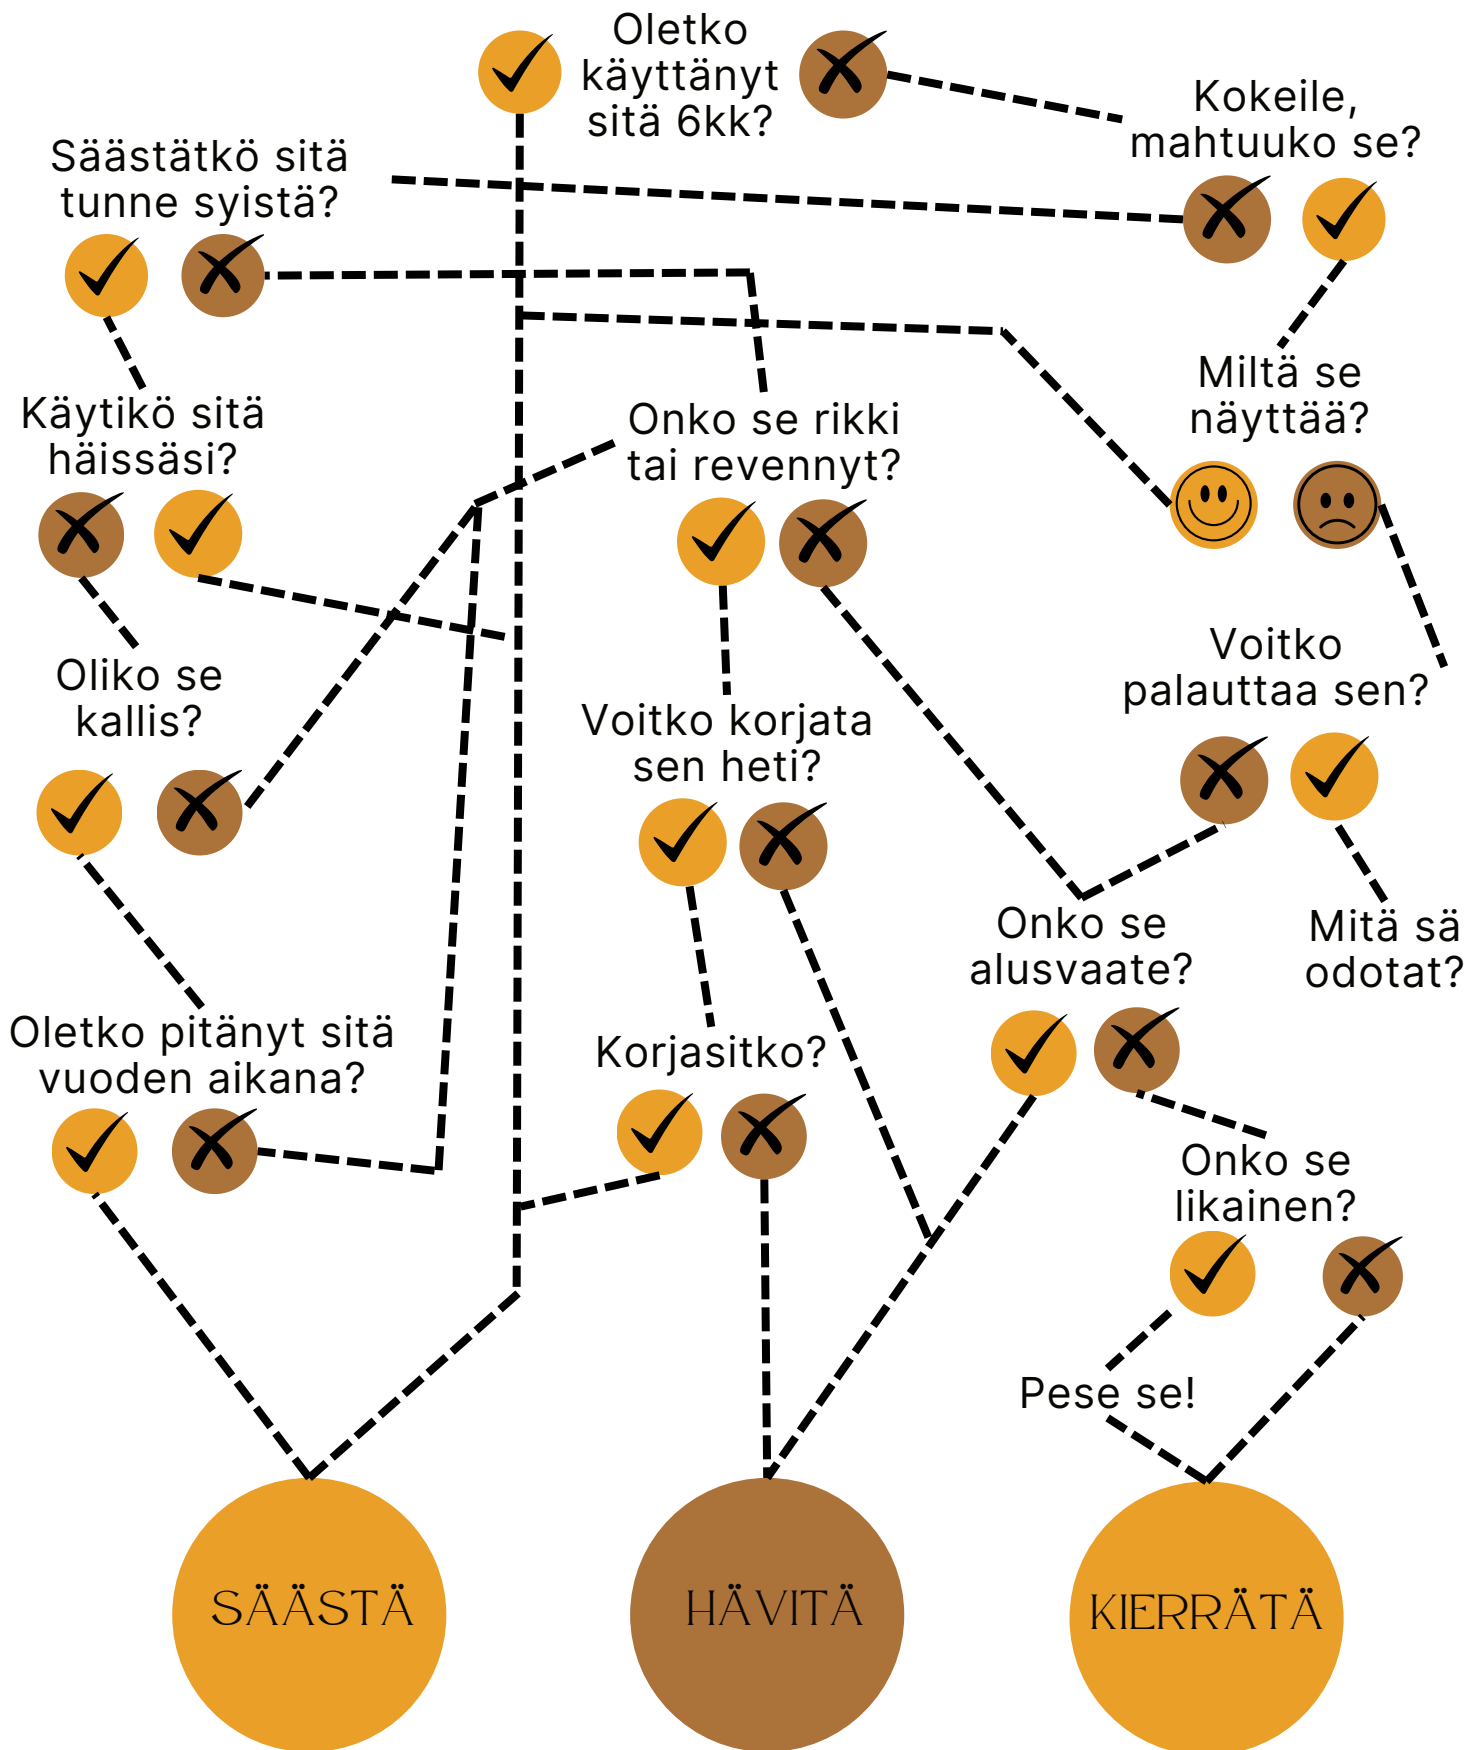 Oletko
käyttänyt
sitä 6kk?
Kokeile,
mahtuuko se?
Säästätkö sitä
tunne syistä?
Miltä se
näyttää?
Käytikö sitä
häissäsi?
Onko se rikki
tai revennyt?
Voitko
palauttaa sen?
Oliko se
kallis?
Voitko korjata
sen heti?
Onko se
alusvaate?
Mitä sä
odotat?
Oletko pitänyt sitä
vuoden aikana?
Korjasitko?
Onko se
likainen?
Pese se!
SÄÄSTÄ
HÄVITÄ
KIERRÄTÄ